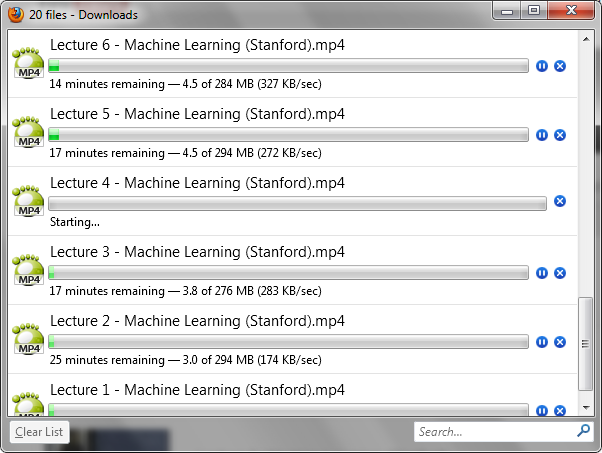 20 files - Downloads
Lecture 6 - Machine Learning (Stanford).mp4
MP4
14 minutes remaining — 4.5 of 284 MB (327 KB/sec)
Lecture 5 - Machine Learning (Stanford).mp4
MP4
17 minutes remaining — 4.5 of 294 MB (272 KB/sec)
Lecture 4 - Machine Learning (Stanford).mp4
MP4
Starting...
Lecture 3 - Machine Learning (Stanford).mp4
MP4
17 minutes remaining — 3.8 of 276 MB (283 KB/sec)
Lecture 2 - Machine Learning (Stanford).mp4
MP4
25 minutes remaining — 3.0 of 294 MB (174 KB/sec)
Lecture 1 - Machine Learning (Stanford).mp4
MP4
Clear List
Search...